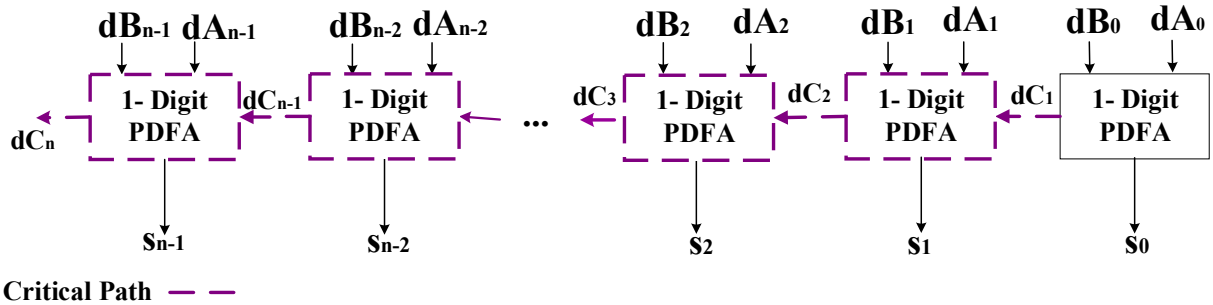 dBn-1 dAn-1 dBn-2 dAn-2 dB2 dA2 dB1 dA1 dB0 dA0
1- Digit PDFA
1- Digit PDFA
...
1- Digit PDFA
1- Digit PDFA
1- Digit PDFA
dCn dCn-1 dC3 dC2 dC1
Sn-1 Sn-2 S2 S1 S0
Critical Path